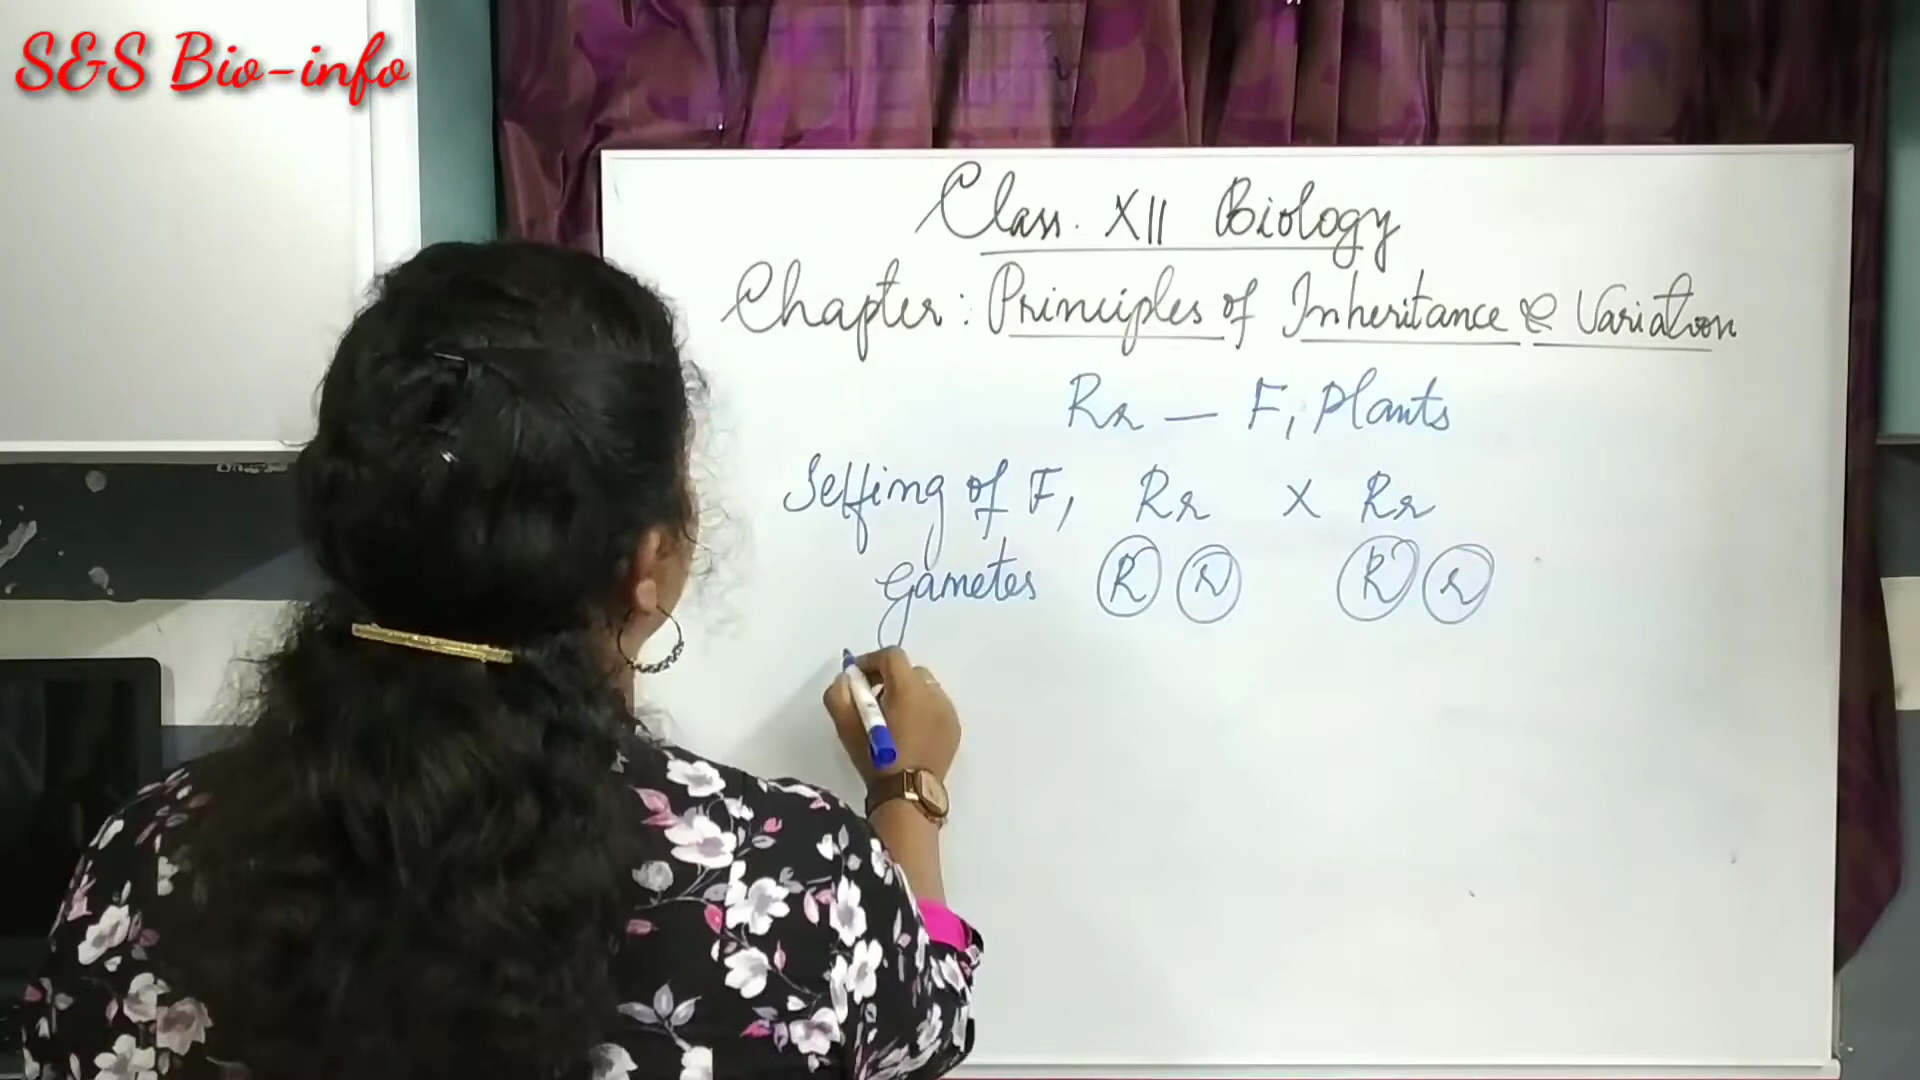 S&S Bio-info
Class. XII Biology
Chapter: Principles of Inheritance & Variation
Rr — F1 Plants
Selfing of F1 Rr X Rr
Gametes R r R r